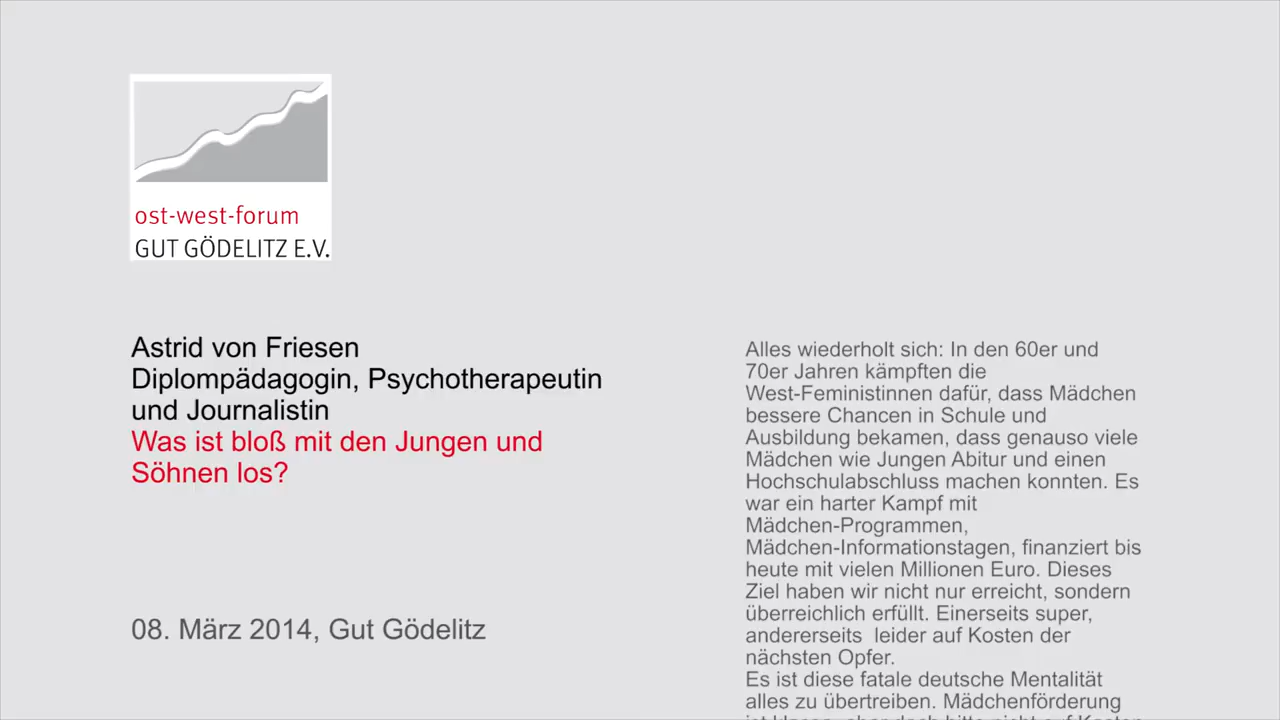 ost-west-forum
GUT GÖDELITZ E.V.
Astrid von Friesen
Diplompädagogin, Psychotherapeutin
und Journalistin
Was ist bloß mit den Jungen und
Söhnen los?
08. März 2014, Gut Gödelitz
Alles wiederholt sich: In den 60er und
70er Jahren kämpften die
West-Feministinnen dafür, dass Mädchen
bessere Chancen in Schule und
Ausbildung bekamen, dass genauso viele
Mädchen wie Jungen Abitur und einen
Hochschulabschluss machen konnten. Es
war ein harter Kampf mit
Mädchen-Programmen,
Mädchen-Informationstagen, finanziert bis
heute mit vielen Millionen Euro. Dieses
Ziel haben wir nicht nur erreicht, sondern
überreichlich erfüllt. Einerseits super,
andererseits  leider auf Kosten der
nächsten Opfer.
Es ist diese fatale deutsche Mentalität
alles zu übertreiben. Mädchenförderung